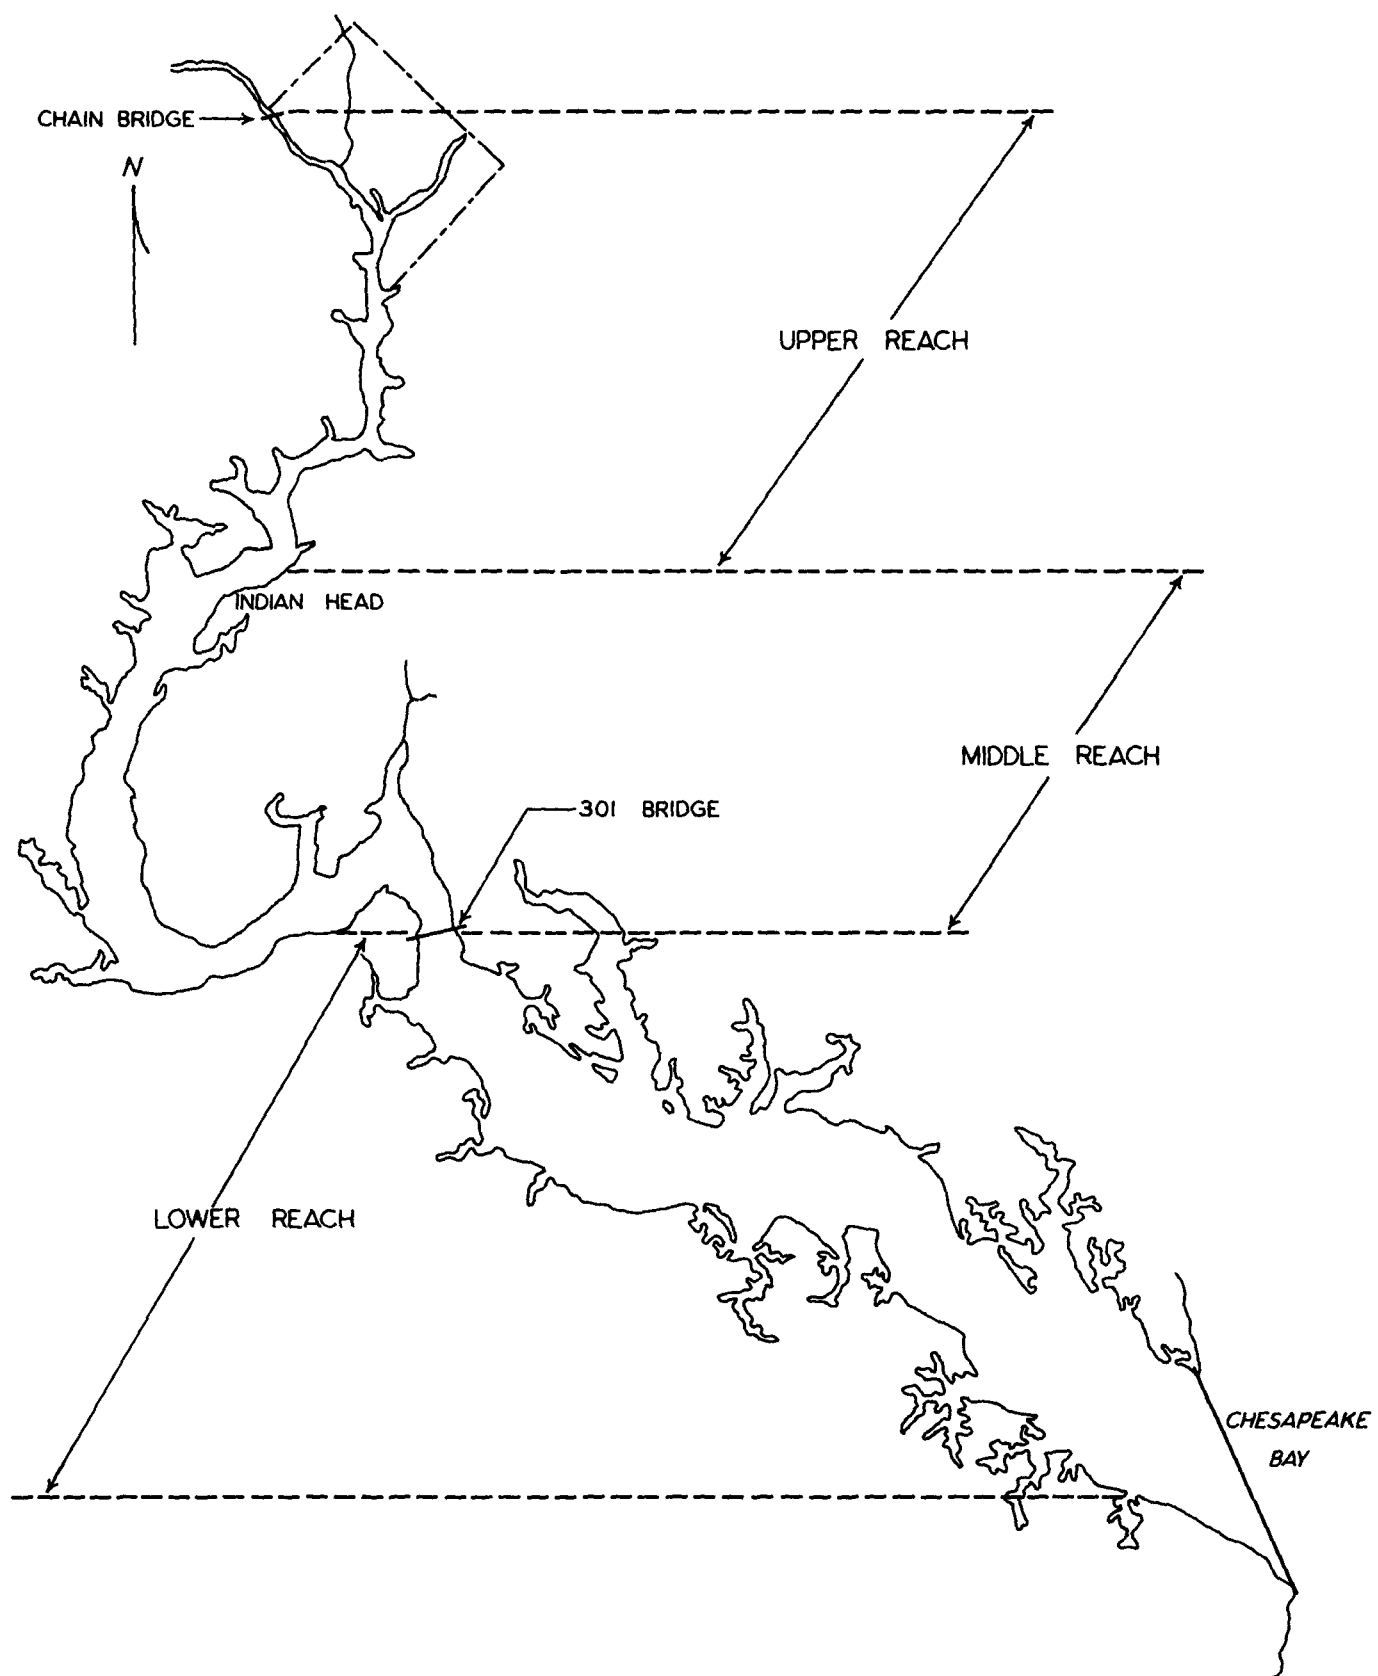 CHAIN BRIDGE
N
UPPER REACH
INDIAN HEAD
MIDDLE REACH
301 BRIDGE
LOWER REACH
CHESAPEAKE
BAY